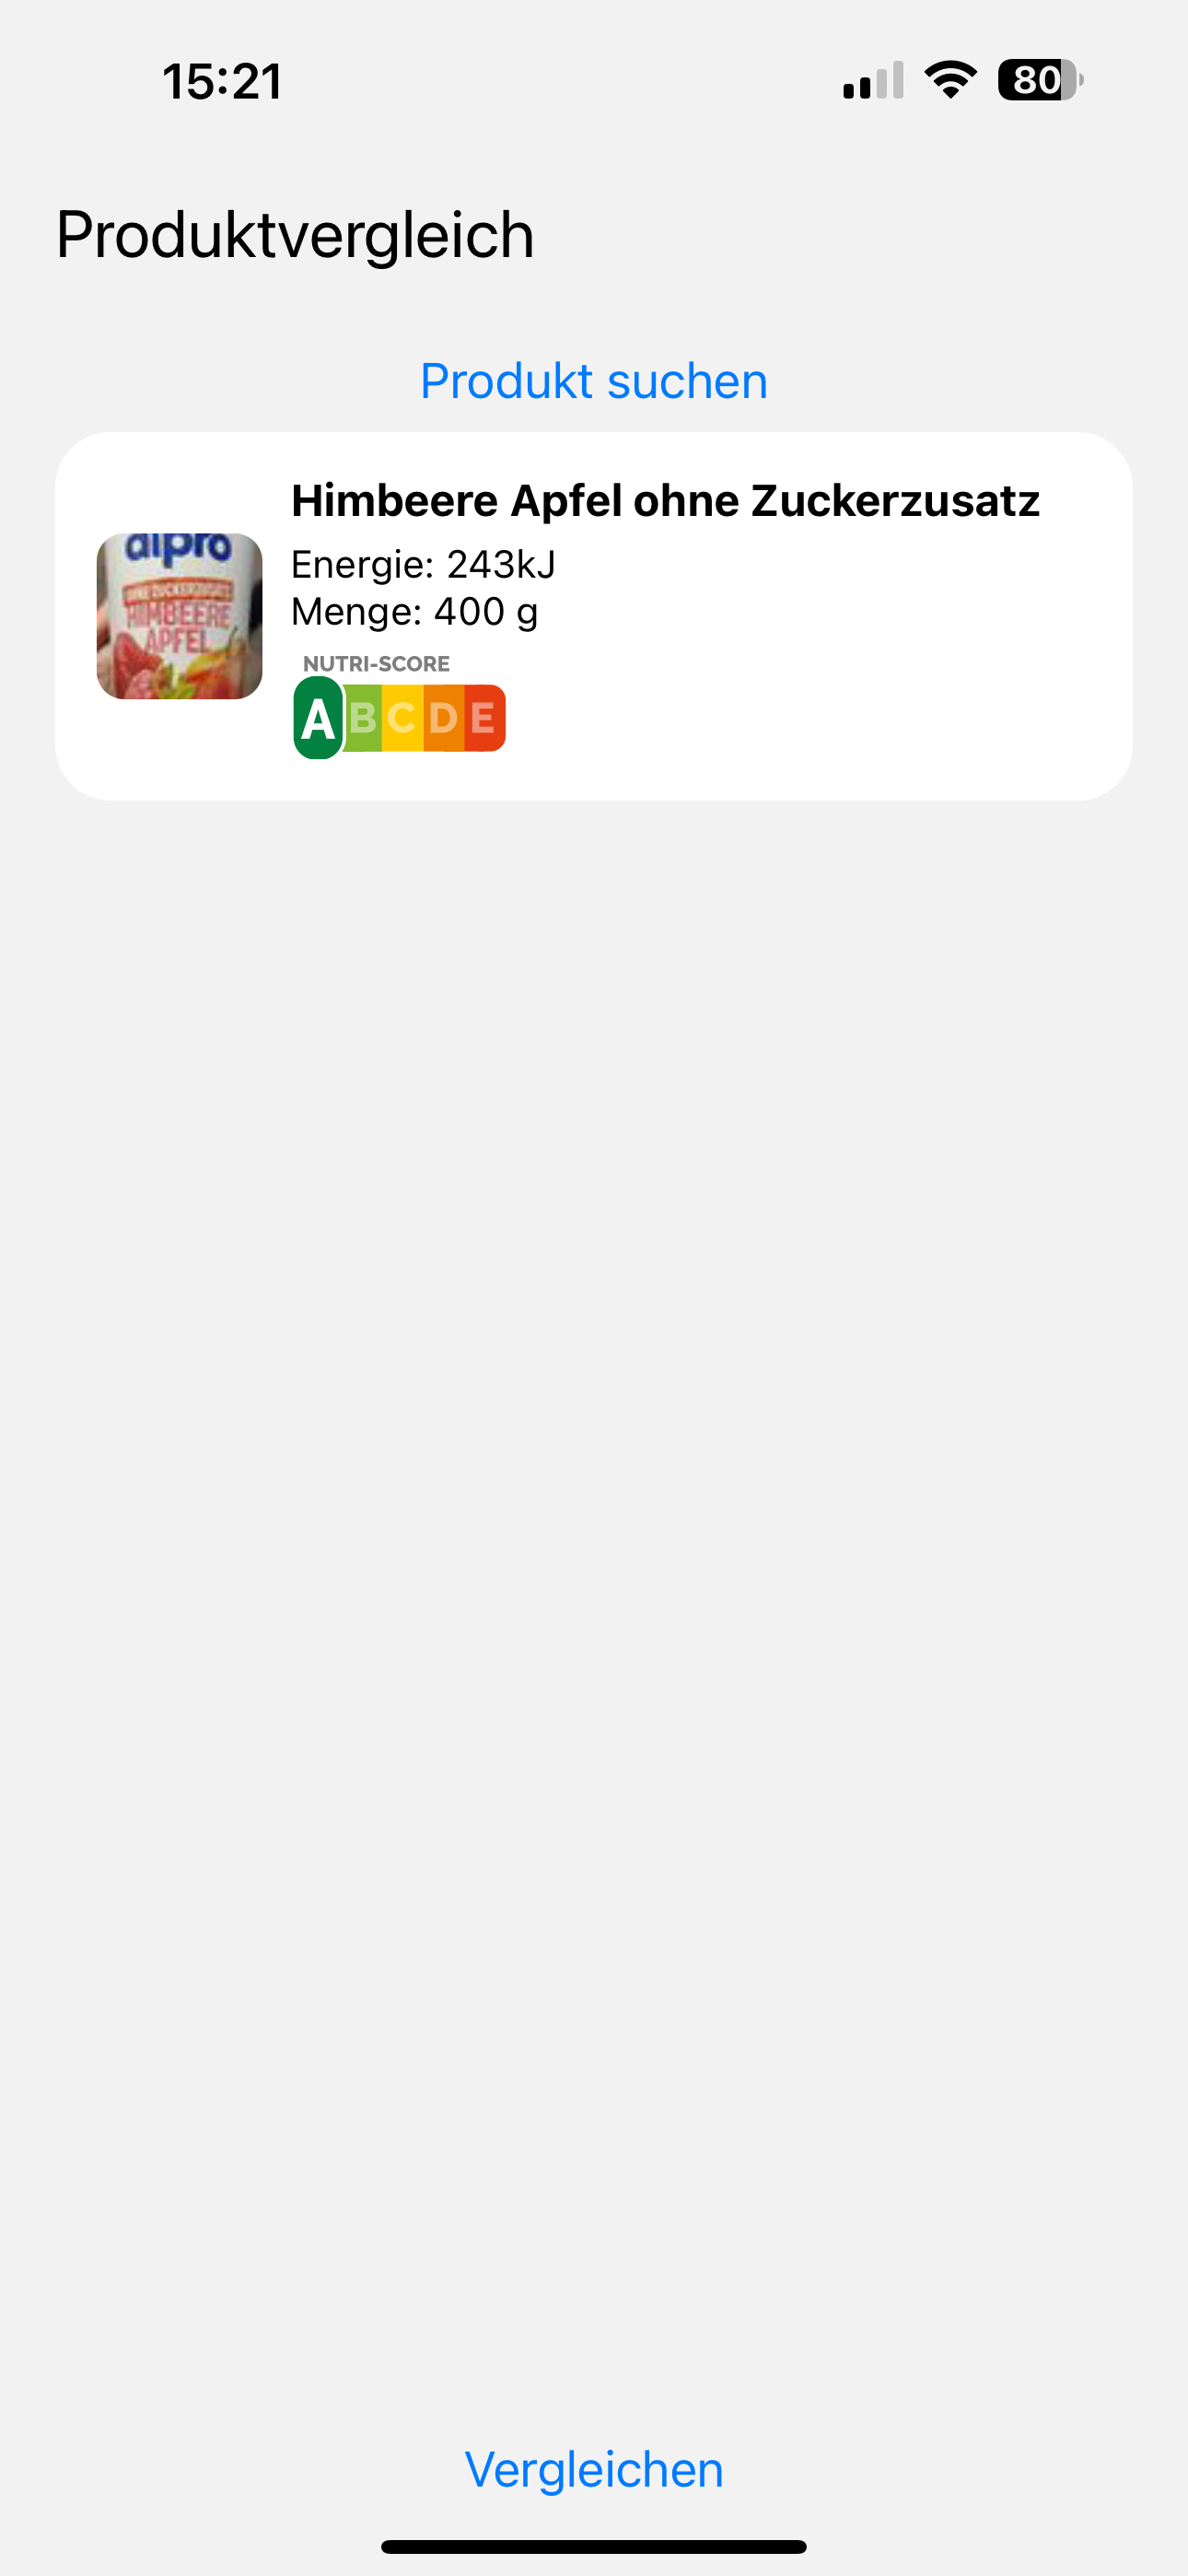 15:21
80
Produktvergleich
Produkt suchen
Himbeere Apfel ohne Zuckerzusatz
Energie: 243kJ
Menge: 400 g
NUTRI-SCORE
A B C D E
alpro
HIMBEERE
APFEL
Vergleichen